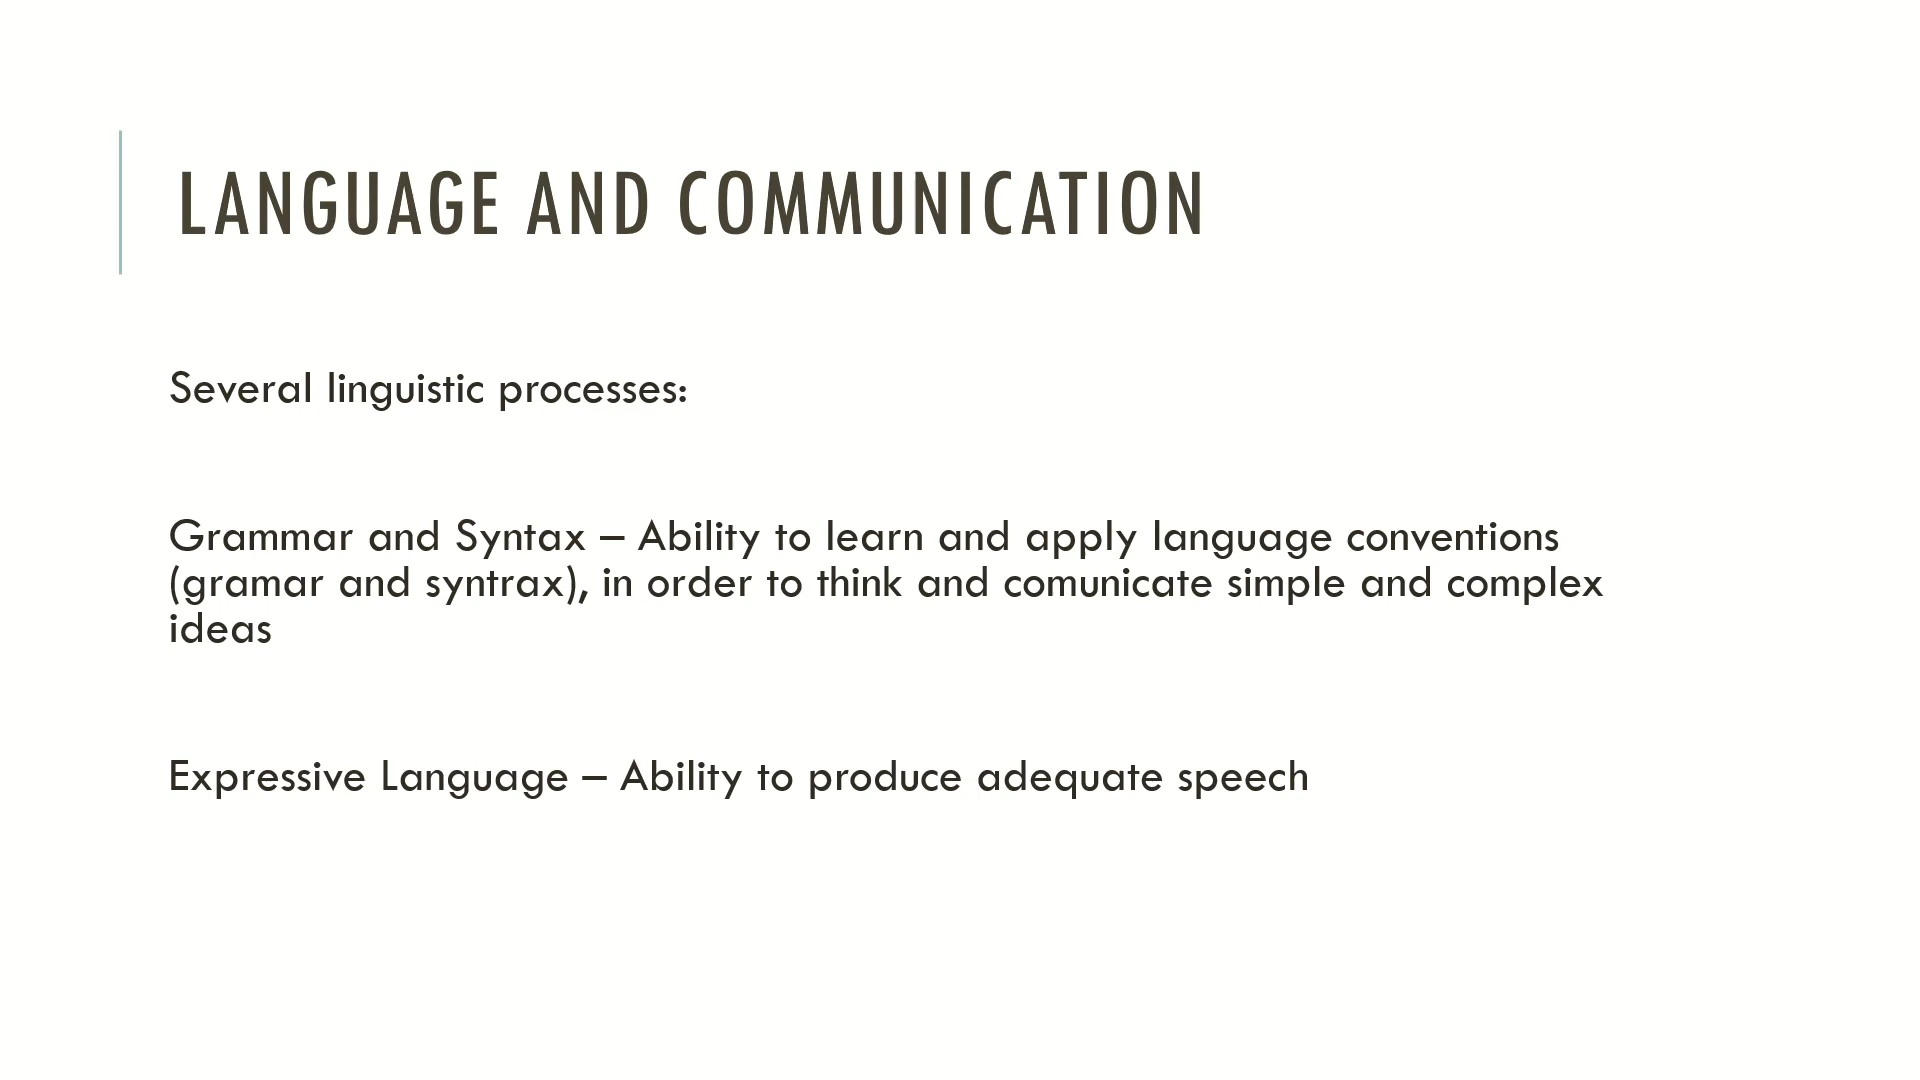 LANGUAGE AND COMMUNICATION
Several linguistic processes:
Grammar and Syntax – Ability to learn and apply language conventions
(gramar and syntrax), in order to think and comunicate simple and complex
ideas
Expressive Language – Ability to produce adequate speech